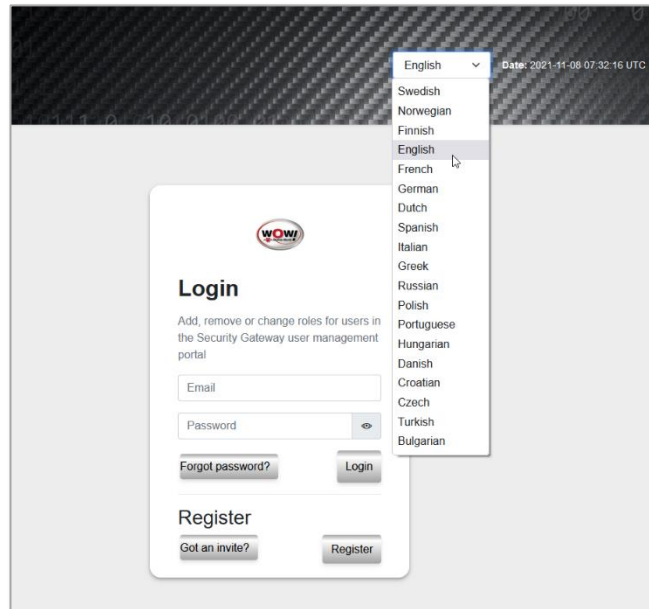 English
Date: 2021-11-08 07:32:16 UTC
Swedish
Norwegian
Finnish
English
French
German
Dutch
Spanish
Italian
Greek
Russian
Polish
Portuguese
Hungarian
Danish
Croatian
Czech
Turkish
Bulgarian
WOW!
Login
Add, remove or change roles for users in
the Security Gateway user management
portal
Email
Password
Forgot password?
Login
Register
Got an invite?
Register